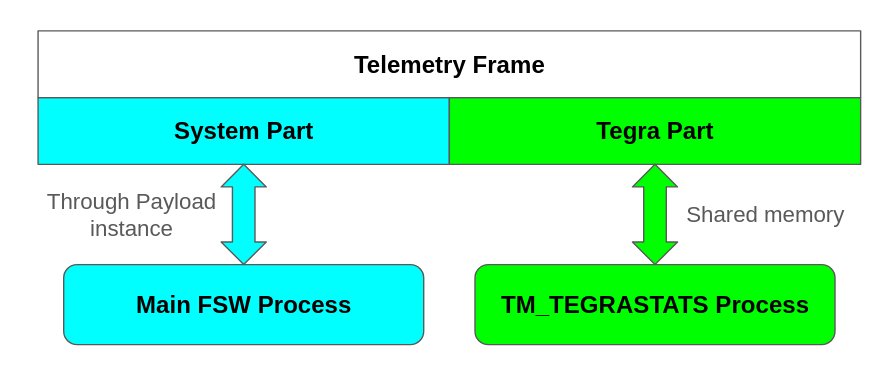 Telemetry Frame
System Part
Tegra Part
Through Payload
instance
Shared memory
Main FSW Process
TM_TEGRASTATS Process